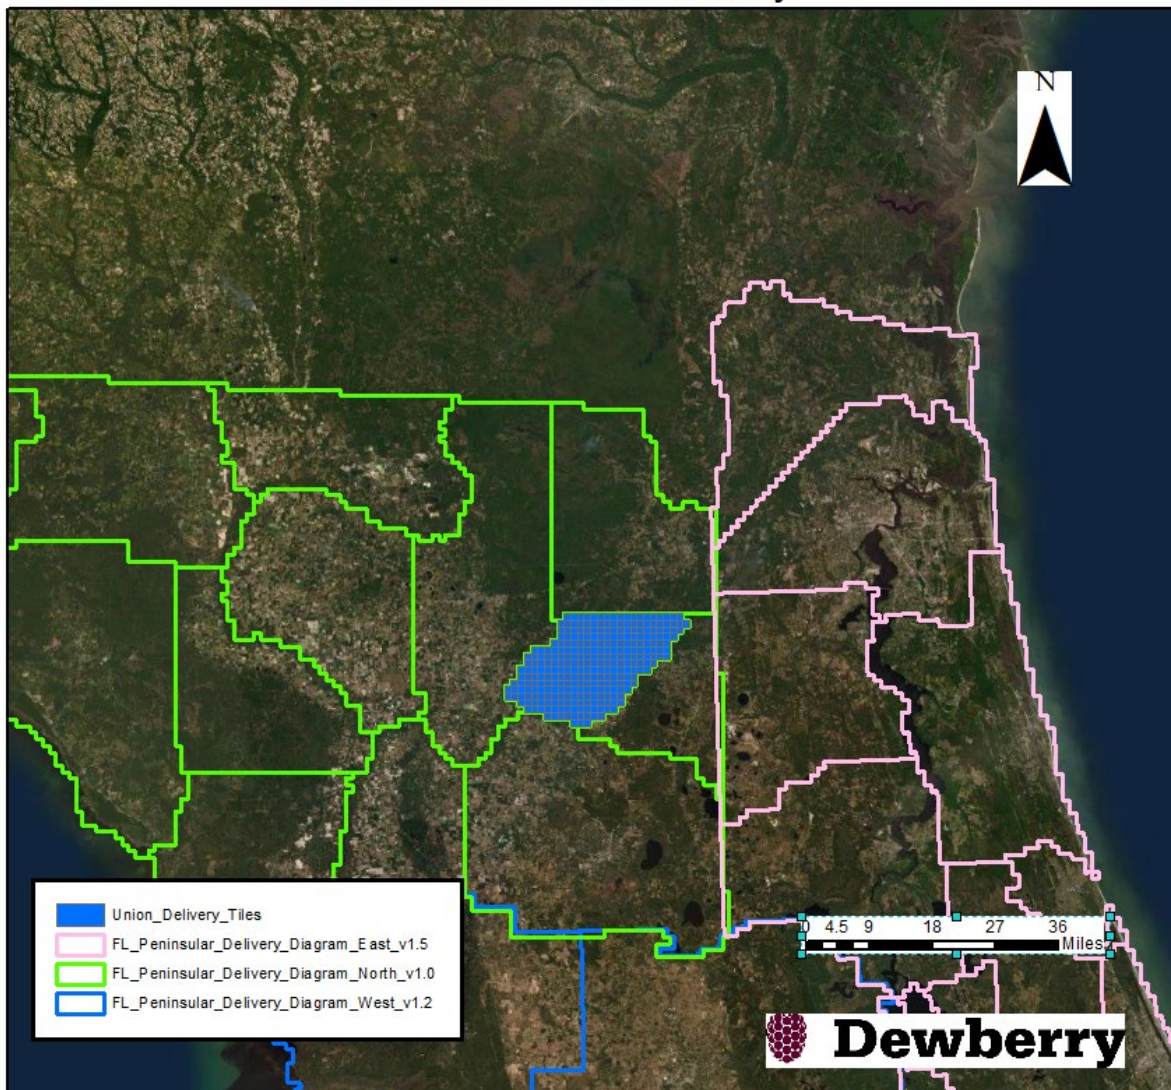 N
Union_Delivery_Tiles
FL_Peninsular_Delivery_Diagram_East_v1.5
FL_Peninsular_Delivery_Diagram_North_v1.0
FL_Peninsular_Delivery_Diagram_West_v1.2
0 4.5 9 18 27 36
Miles
Dewberry